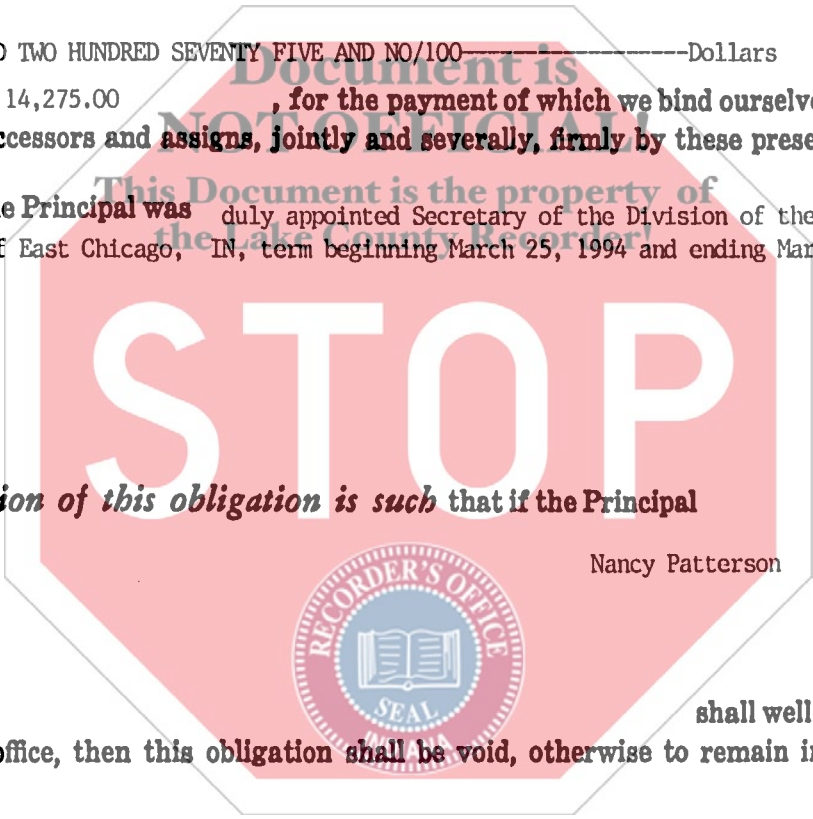 TWO HUNDRED SEVENTY FIVE AND NO/100--------------------Dollars
Document is
14,275.00 , for the payment of which we bind ourselve
NOT OFFICIAL!
ccessors and assigns, jointly and severally, firmly by these prese
This Document is the property of
e Principal was duly appointed Secretary of the Division of the
the Lake County Recorder!
f East Chicago, IN, term beginning March 25, 1994 and ending Mar
STOP
ion of this obligation is such that if the Principal
Nancy Patterson
RECORDER'S OFFICE
SEAL
INDIANA
shall well
office, then this obligation shall be void, otherwise to remain in